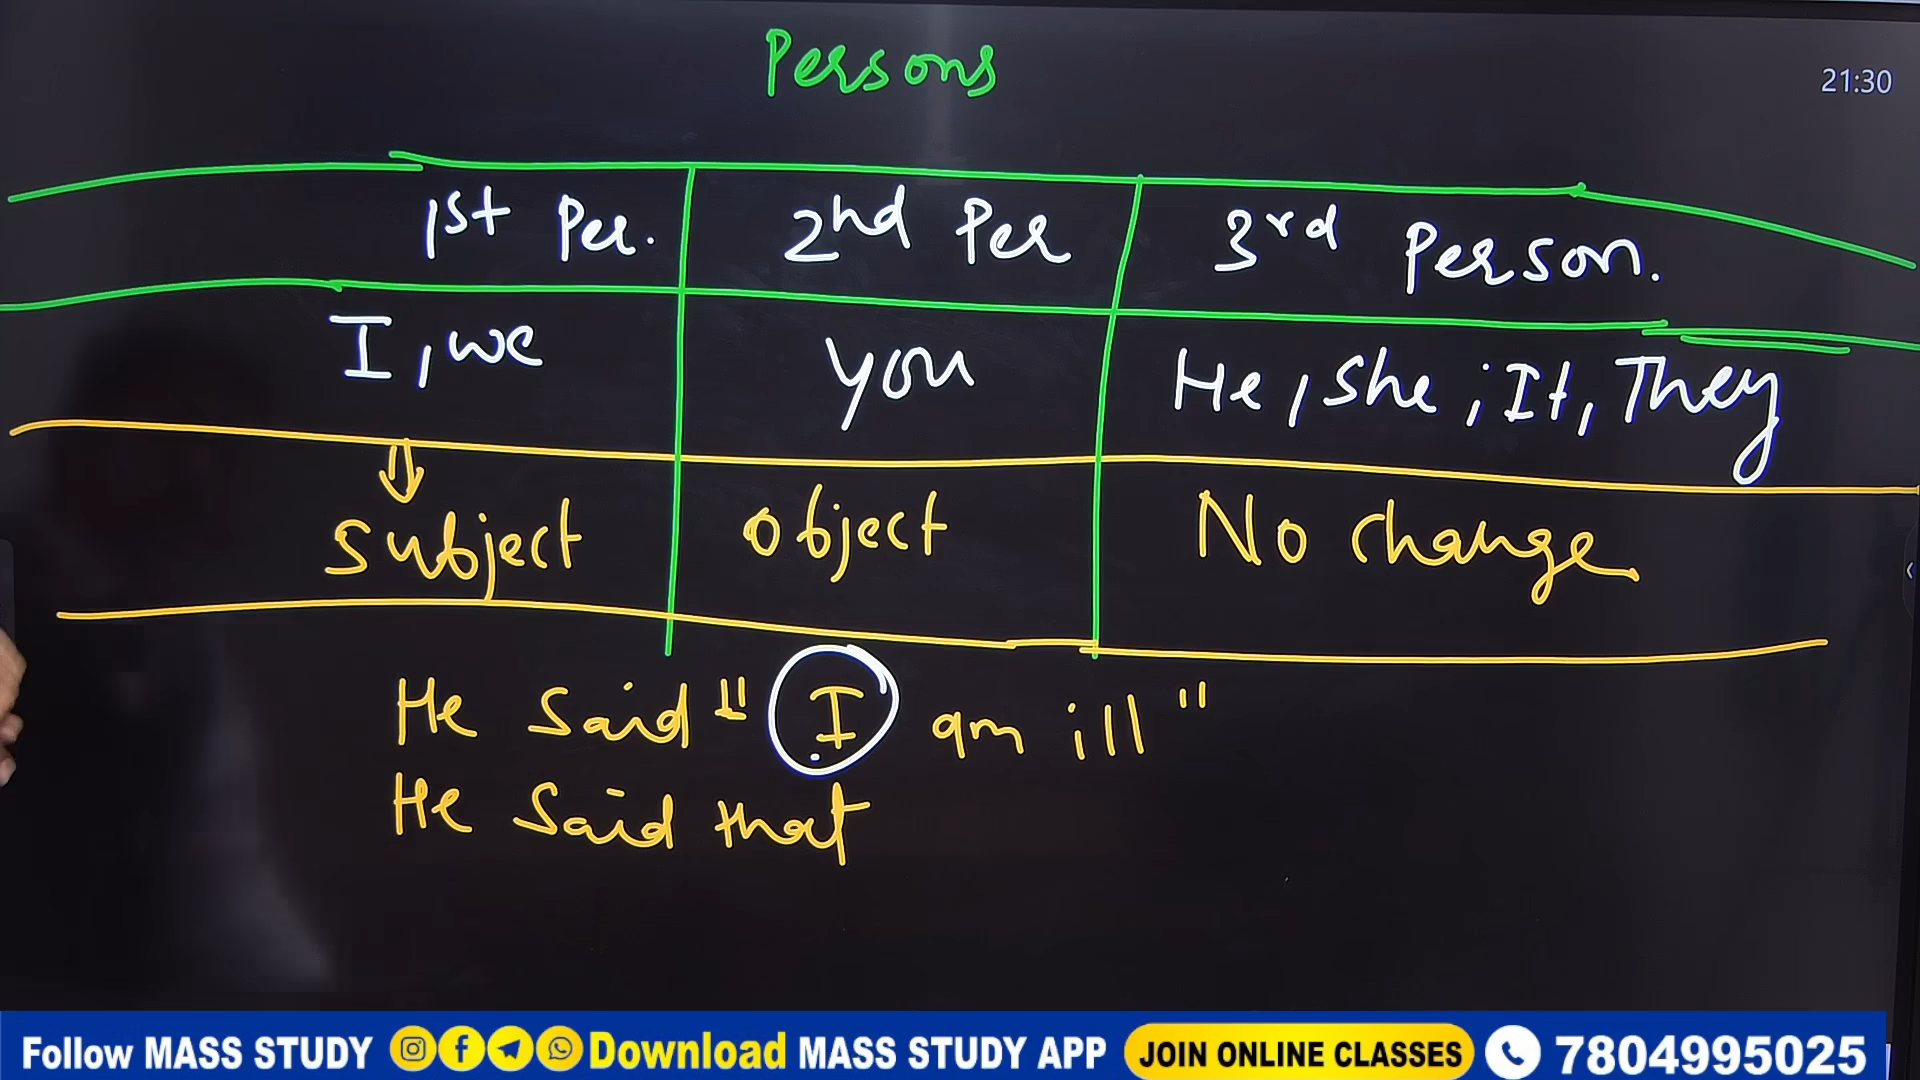 Persons
21:30
1st Per. 2nd Per 3rd Person.
I, we you He, She, It, They
Subject Object No change
He said " I am ill "
He said that
Follow MASS STUDY Download MASS STUDY APP JOIN ONLINE CLASSES 7804995025